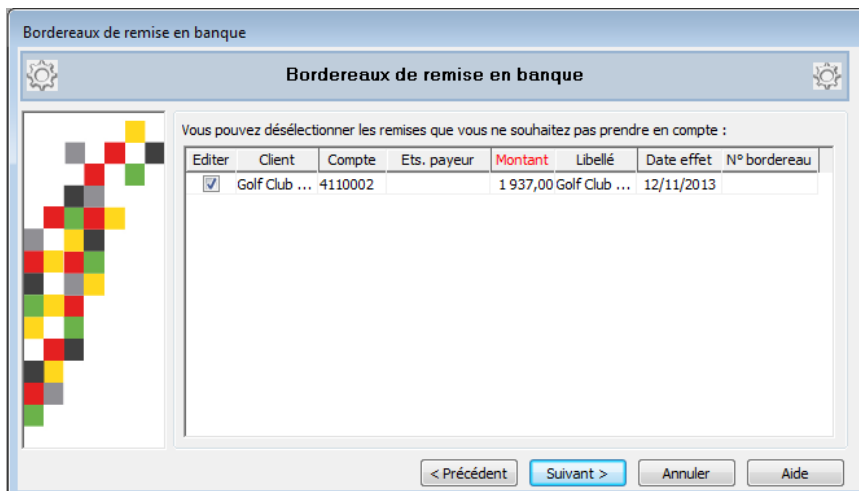 Bordereaux de remise en banque
Bordereaux de remise en banque
Vous pouvez désélectionner les remises que vous ne souhaitez pas prendre en compte :
Editer Client Compte Ets. payeur Montant Libellé Date effet N° bordereau
Golf Club ... 4110002 1 937,00 Golf Club ... 12/11/2013
< Précédent Suivant > Annuler Aide